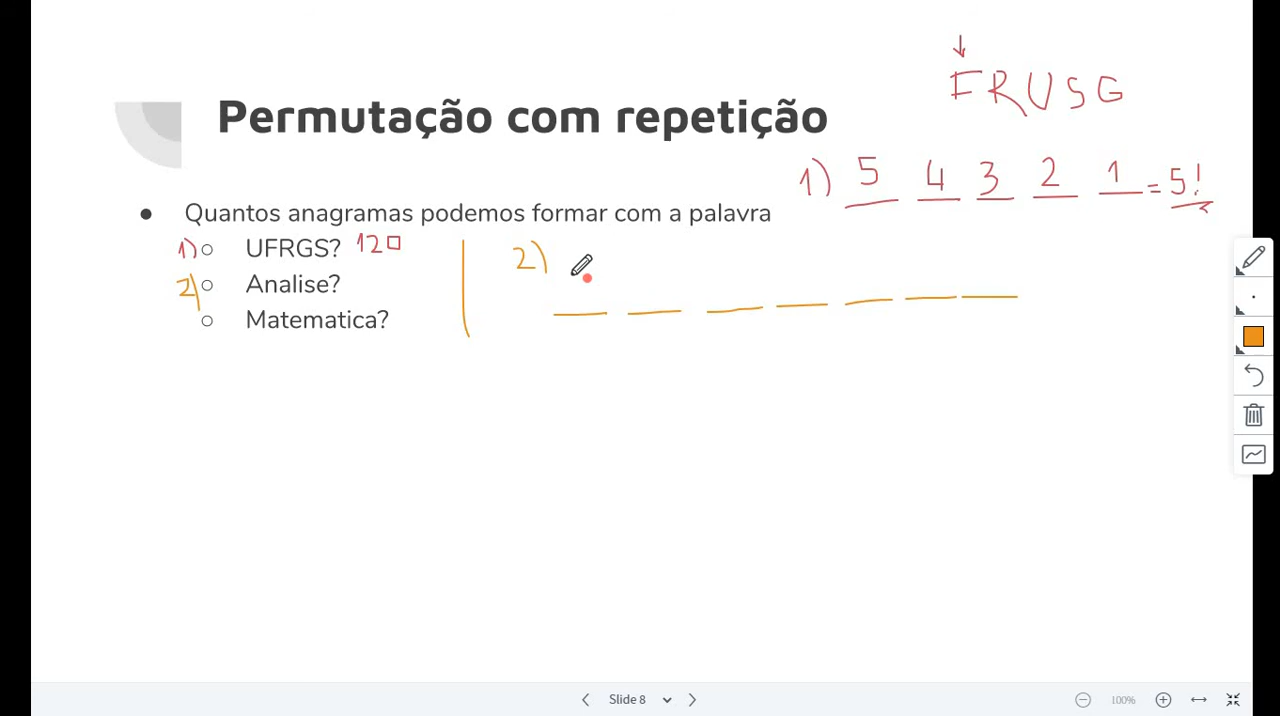 FRUSG
Permutação com repetição
1) 5 4 3 2 1 = 5!
Quantos anagramas podemos formar com a palavra
1) UFRGS? 120
2) Analise?
Matematica?
2)
Slide 8
100%